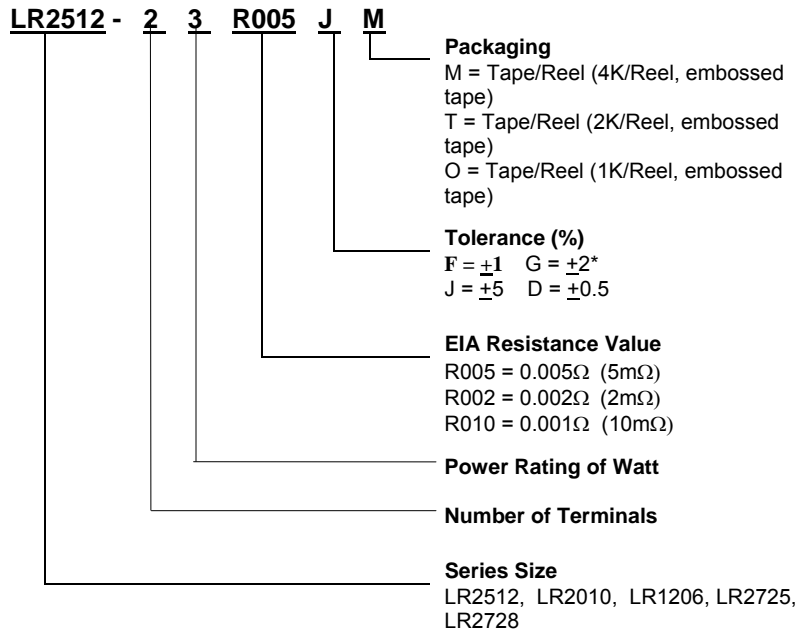 LR2512 - 2 3 R005 J M
Packaging
M = Tape/Reel (4K/Reel, embossed
tape)
T = Tape/Reel (2K/Reel, embossed
tape)
O = Tape/Reel (1K/Reel, embossed
tape)
Tolerance (%)
F = ±1 G = ±2*
J = ±5 D = ±0.5
EIA Resistance Value
R005 = 0.005Ω (5mΩ)
R002 = 0.002Ω (2mΩ)
R010 = 0.001Ω (10mΩ)
Power Rating of Watt
Number of Terminals
Series Size
LR2512, LR2010, LR1206, LR2725,
LR2728